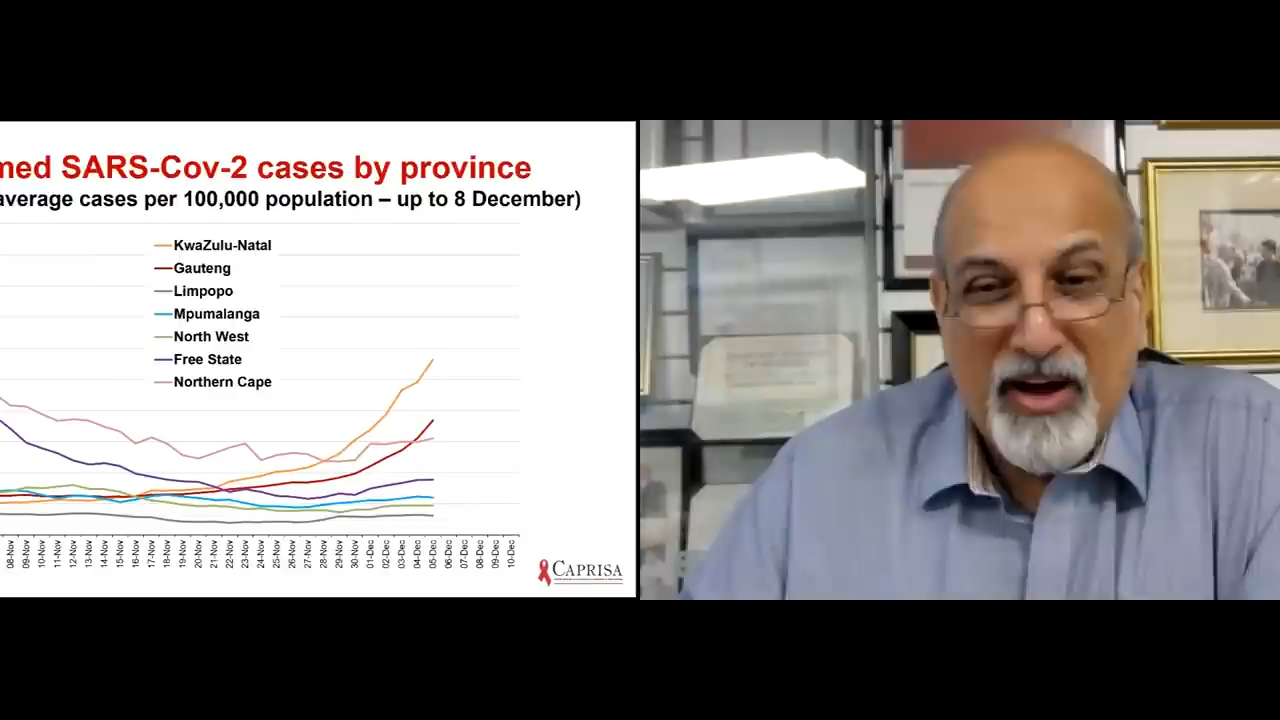 med SARS-Cov-2 cases by province
average cases per 100,000 population – up to 8 December)
KwaZulu-Natal
Gauteng
Limpopo
Mpumalanga
North West
Free State
Northern Cape
08-Nov
09-Nov
10-Nov
11-Nov
12-Nov
13-Nov
14-Nov
15-Nov
16-Nov
17-Nov
18-Nov
19-Nov
20-Nov
21-Nov
22-Nov
23-Nov
24-Nov
25-Nov
26-Nov
27-Nov
28-Nov
29-Nov
30-Nov
01-Dec
02-Dec
03-Dec
04-Dec
05-Dec
06-Dec
07-Dec
08-Dec
09-Dec
10-Dec
CAPRISA